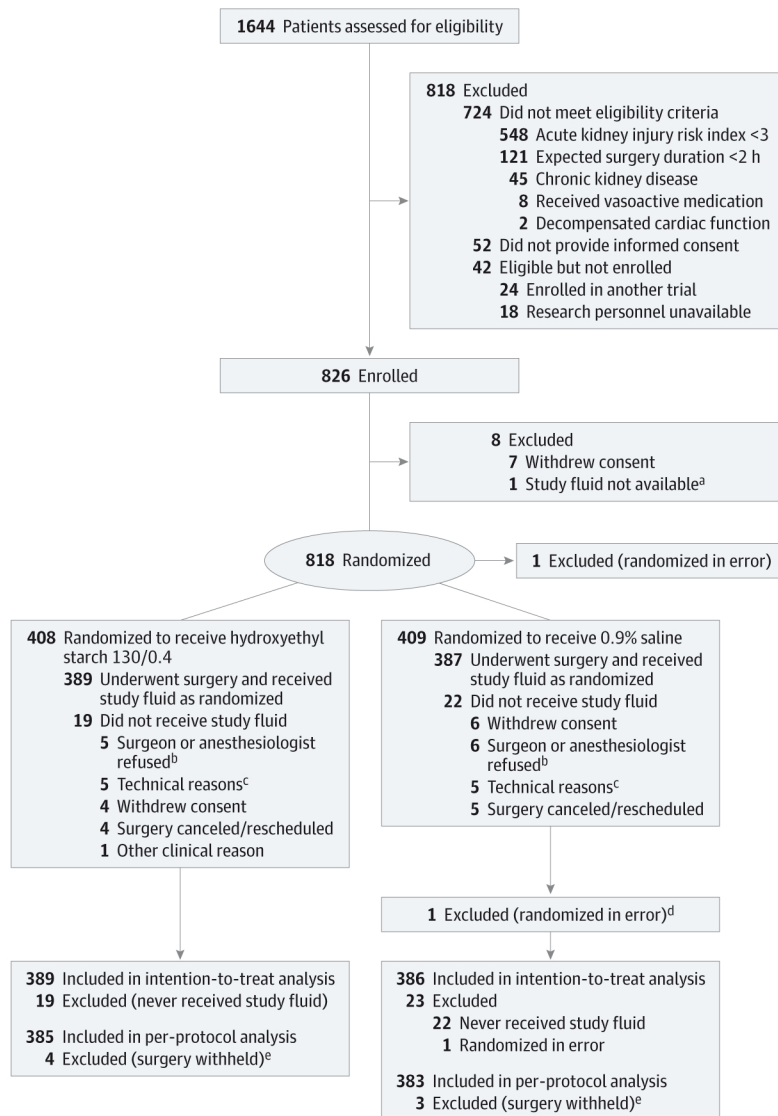 1644 Patients assessed for eligibility
818 Excluded
724 Did not meet eligibility criteria
548 Acute kidney injury risk index <3
121 Expected surgery duration <2 h
45 Chronic kidney disease
8 Received vasoactive medication
2 Decompensated cardiac function
52 Did not provide informed consent
42 Eligible but not enrolled
24 Enrolled in another trial
18 Research personnel unavailable
826 Enrolled
8 Excluded
7 Withdrew consent
1 Study fluid not availableᵃ
818 Randomized
1 Excluded (randomized in error)
408 Randomized to receive hydroxyethyl
starch 130/0.4
389 Underwent surgery and received
study fluid as randomized
19 Did not receive study fluid
5 Surgeon or anesthesiologist
refusedᵇ
5 Technical reasonsᶜ
4 Withdrew consent
4 Surgery canceled/rescheduled
1 Other clinical reason
409 Randomized to receive 0.9% saline
387 Underwent surgery and received
study fluid as randomized
22 Did not receive study fluid
6 Withdrew consent
6 Surgeon or anesthesiologist
refusedᵇ
5 Technical reasonsᶜ
5 Surgery canceled/rescheduled
1 Excluded (randomized in error)ᵈ
389 Included in intention-to-treat analysis
19 Excluded (never received study fluid)
385 Included in per-protocol analysis
4 Excluded (surgery withheld)ᵉ
386 Included in intention-to-treat analysis
23 Excluded
22 Never received study fluid
1 Randomized in error
383 Included in per-protocol analysis
3 Excluded (surgery withheld)ᵉ